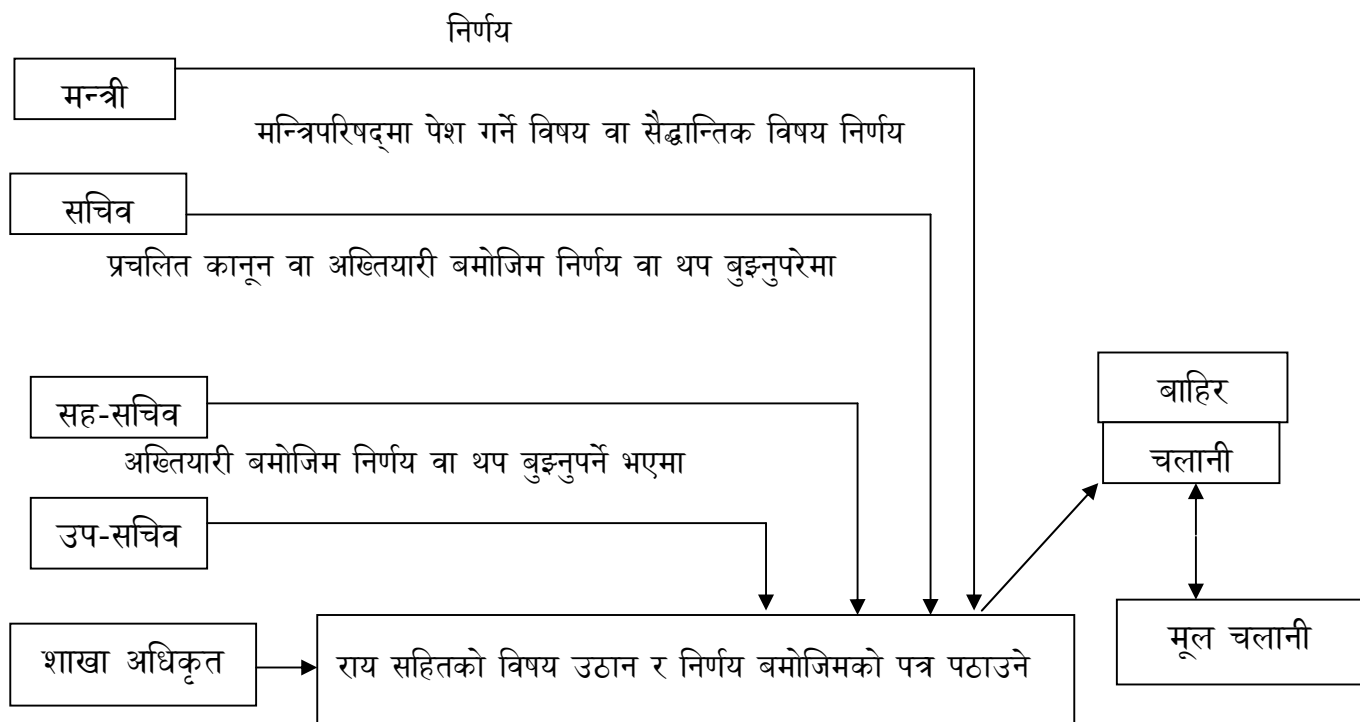 निर्णय
मन्त्री
मन्त्रिपरिषद्‌मा पेश गर्ने विषय वा सैद्धान्तिक विषय निर्णय
सचिव
प्रचलित कानून वा अख्तियारी बमोजिम निर्णय वा थप बुझ्नुपरेमा
सह-सचिव
अख्तियारी बमोजिम निर्णय वा थप बुझ्नुपर्ने भएमा
उप-सचिव
बाहिर
चलानी
शाखा अधिकृत
राय सहितको विषय उठान र निर्णय बमोजिमको पत्र पठाउने
मूल चलानी